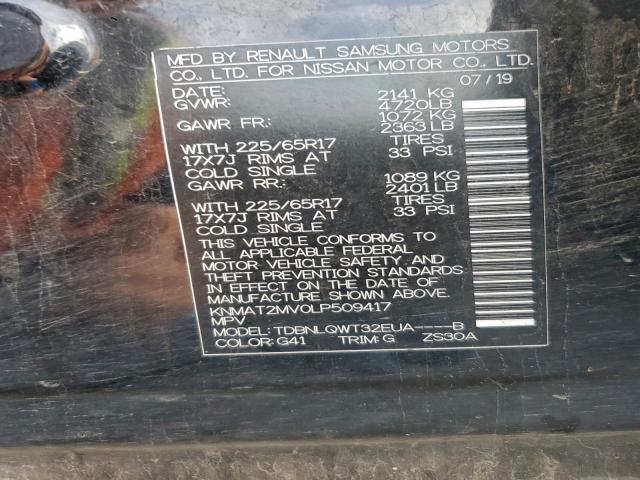 MFD BY RENAULT SAMSUNG MOTORS
CO., LTD. FOR NISSAN MOTOR CO., LTD.
07/19
DATE:
GVWR: 2141 KG
4720LB
GAWR FR: 1072 KG
2363LB
WITH 225/65R17 TIRES
17X7J RIMS AT 33 PSI
COLD SINGLE
GAWR RR: 1089 KG
2401LB
WITH 225/65R17 TIRES
17X7J RIMS AT 33 PSI
COLD SINGLE
THIS VEHICLE CONFORMS TO
ALL APPLICABLE FEDERAL
MOTOR VEHICLE SAFETY AND
THEFT PREVENTION STANDARDS
IN EFFECT ON THE DATE OF
MANUFACTURE SHOWN ABOVE.
KNMAT2MV0LP509417
MPV
MODEL: TDBNLQWT32EUA-----B
COLOR: G41 TRIM: G ZS30A